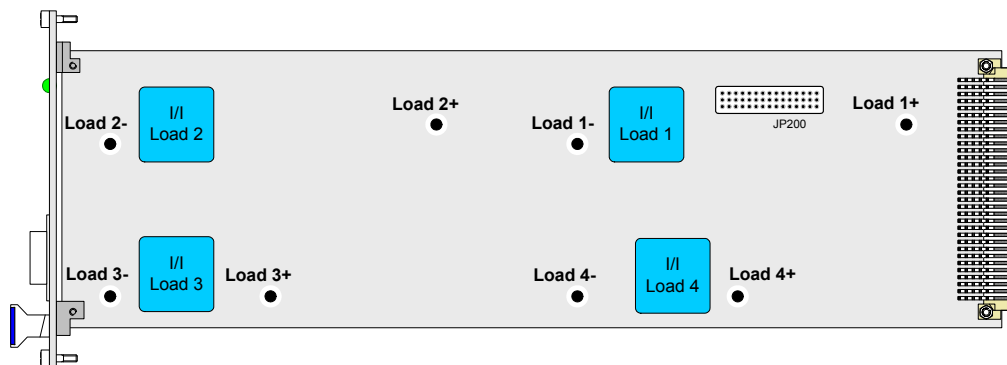 Load 2-
I/I
Load 2
Load 2+
Load 1-
I/I
Load 1
JP200
Load 1+
Load 3-
I/I
Load 3
Load 3+
Load 4-
I/I
Load 4
Load 4+